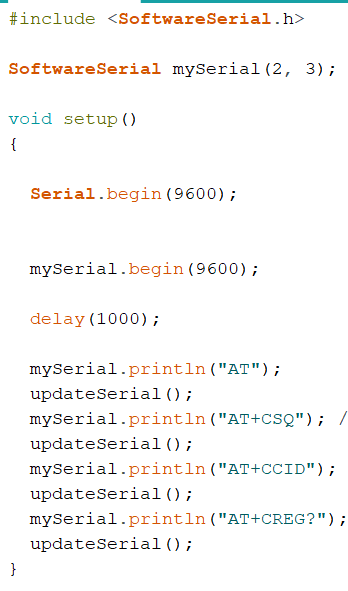 #include <SoftwareSerial.h>
SoftwareSerial mySerial(2, 3);
void setup()
{
Serial.begin(9600);
mySerial.begin(9600);
delay(1000);
mySerial.println("AT");
updateSerial();
mySerial.println("AT+CSQ"); /
updateSerial();
mySerial.println("AT+CCID");
updateSerial();
mySerial.println("AT+CREG?");
updateSerial();
}